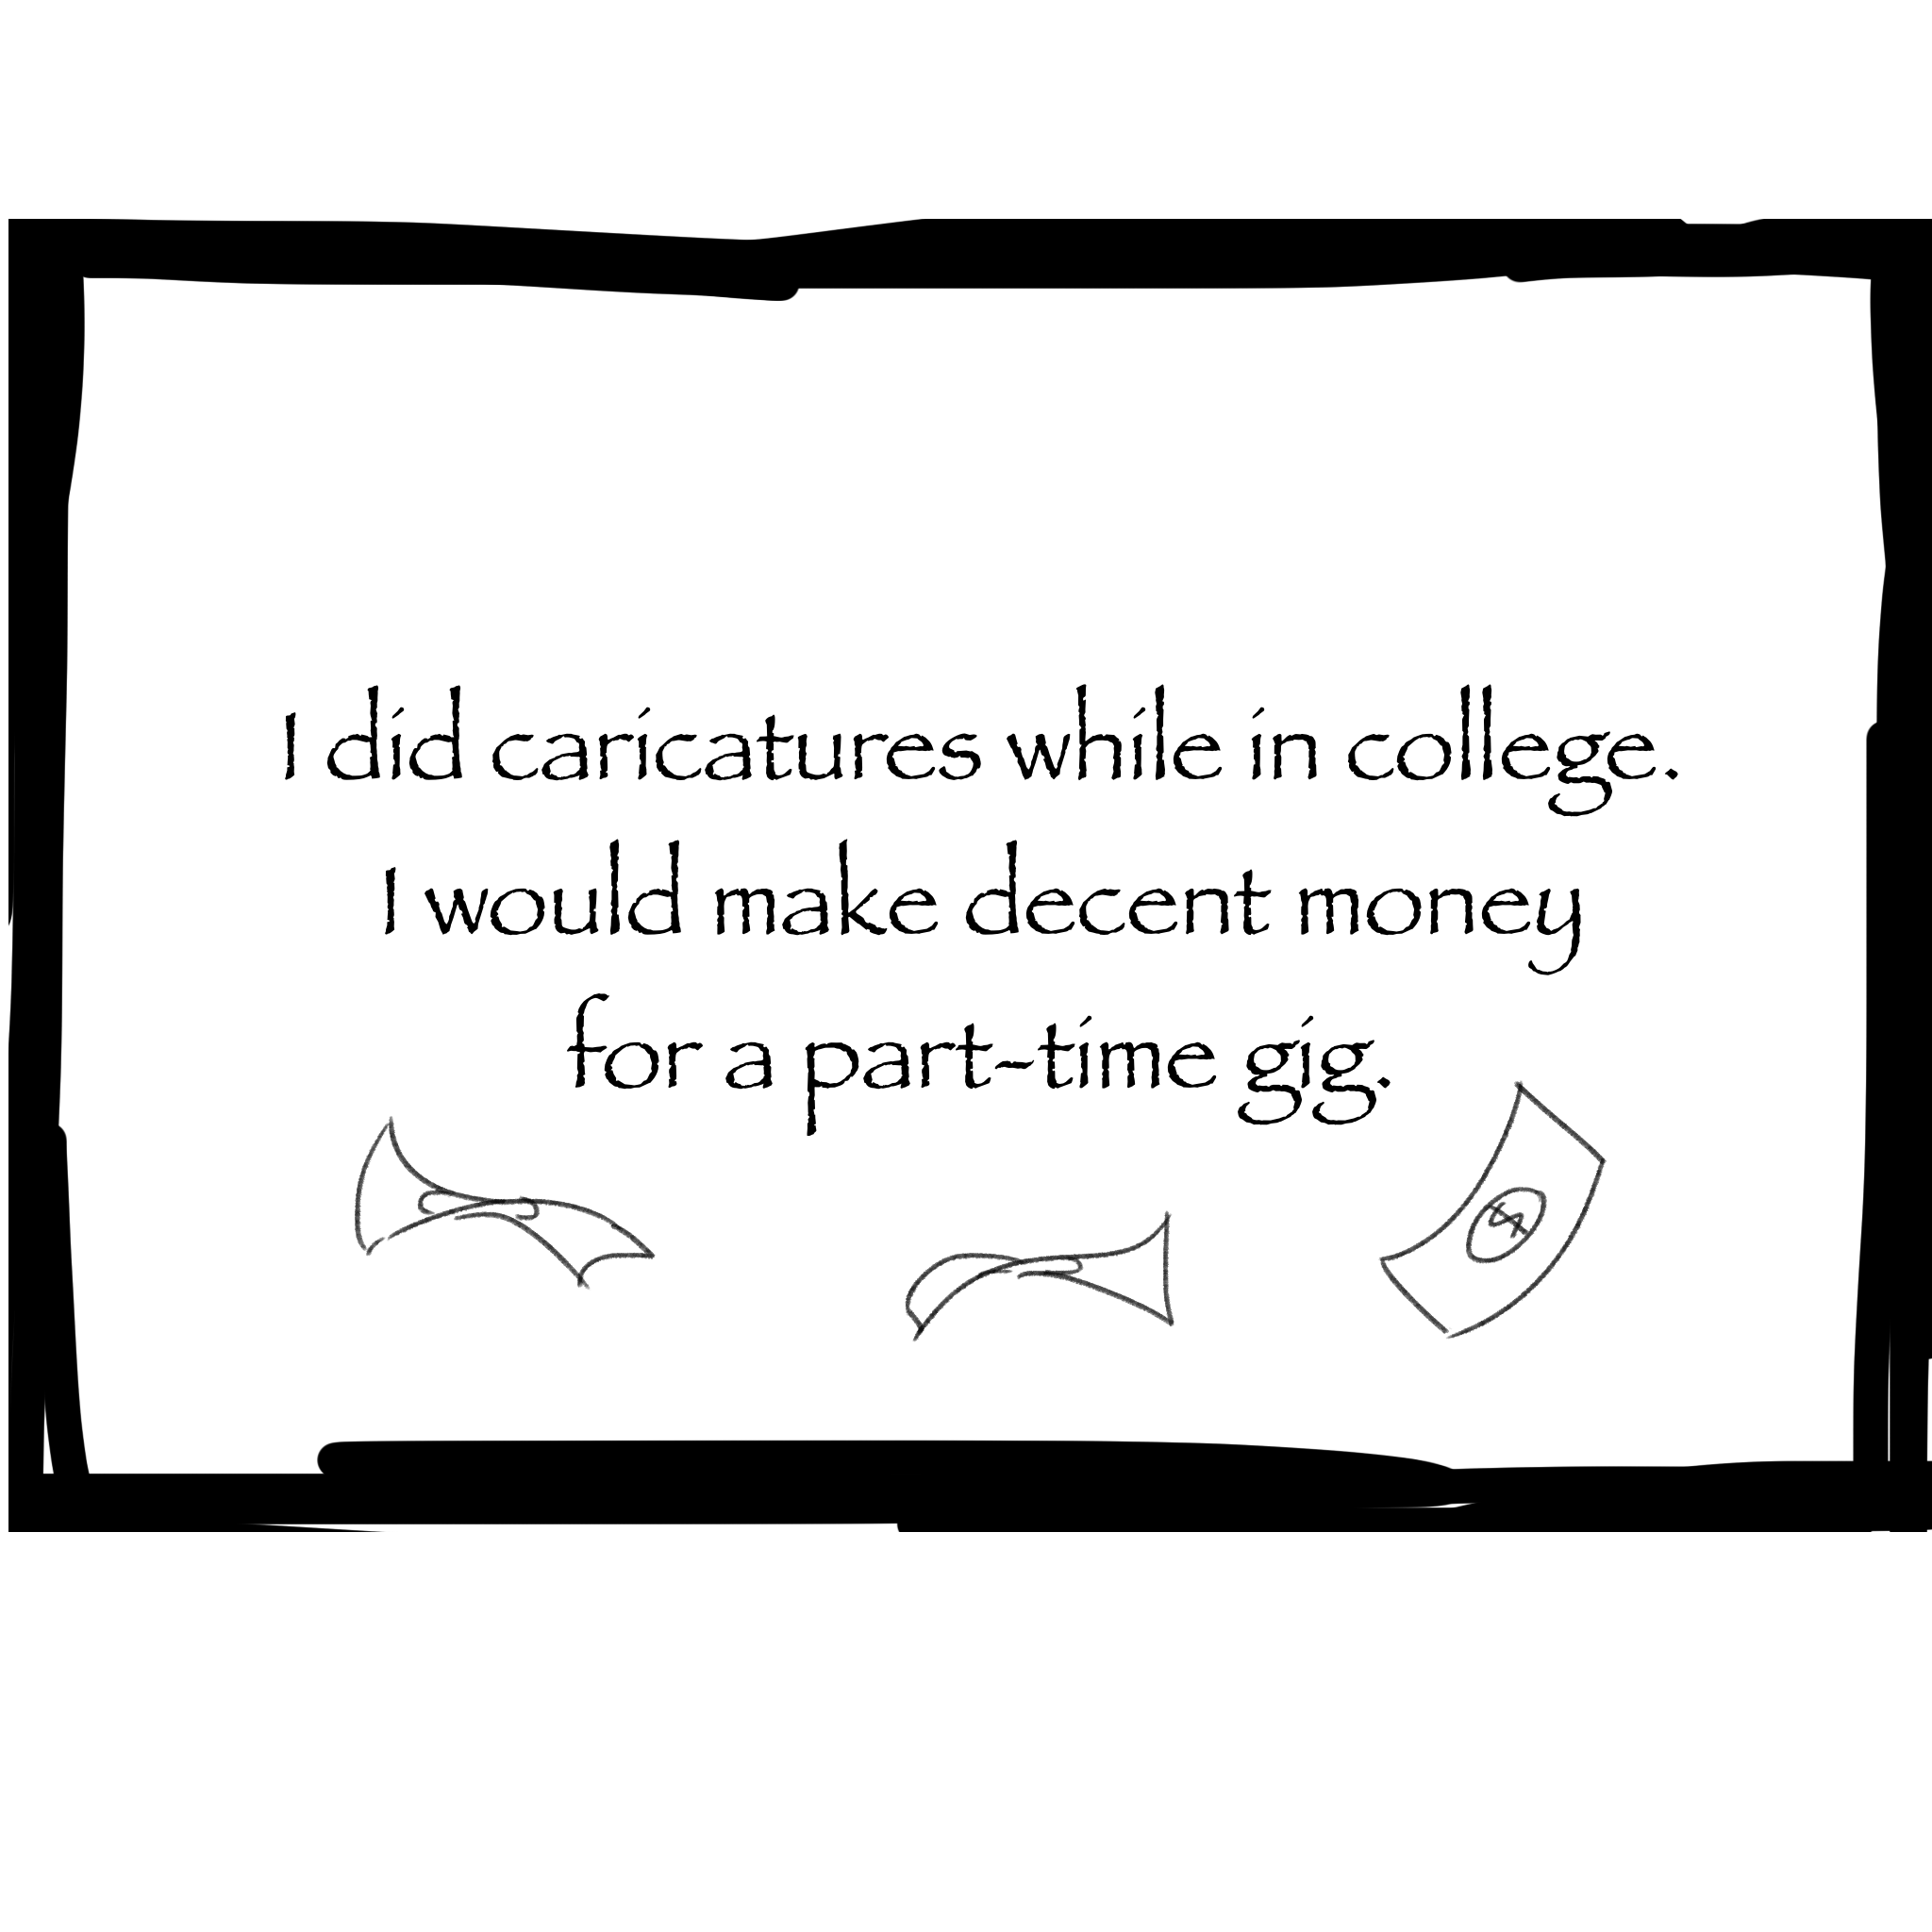 I did caricatures while in college.
I would make decent money
for a part-time gig.
$